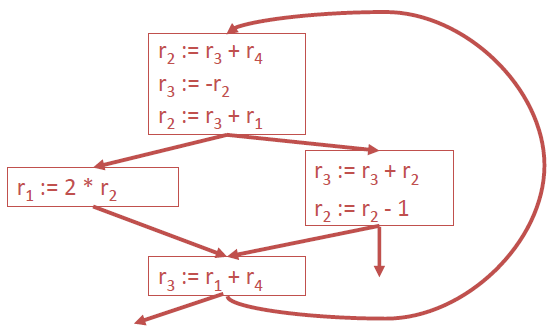 r₂ := r₃ + r₄
r₃ := -r₂
r₂ := r₃ + r₁
r₁ := 2 * r₂
r₃ := r₃ + r₂
r₂ := r₂ - 1
r₃ := r₁ + r₄